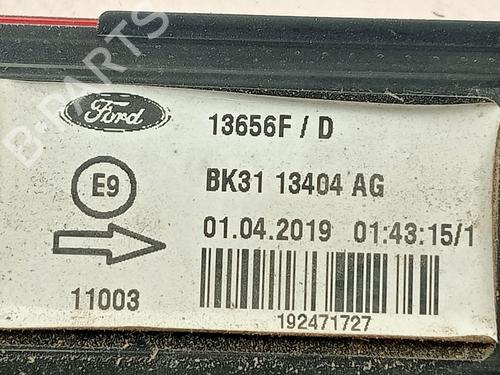 B-PARTS
Ford
13656F / D
E9
BK31 13404 AG
01.04.2019 01:43:15/1
11003
192471727